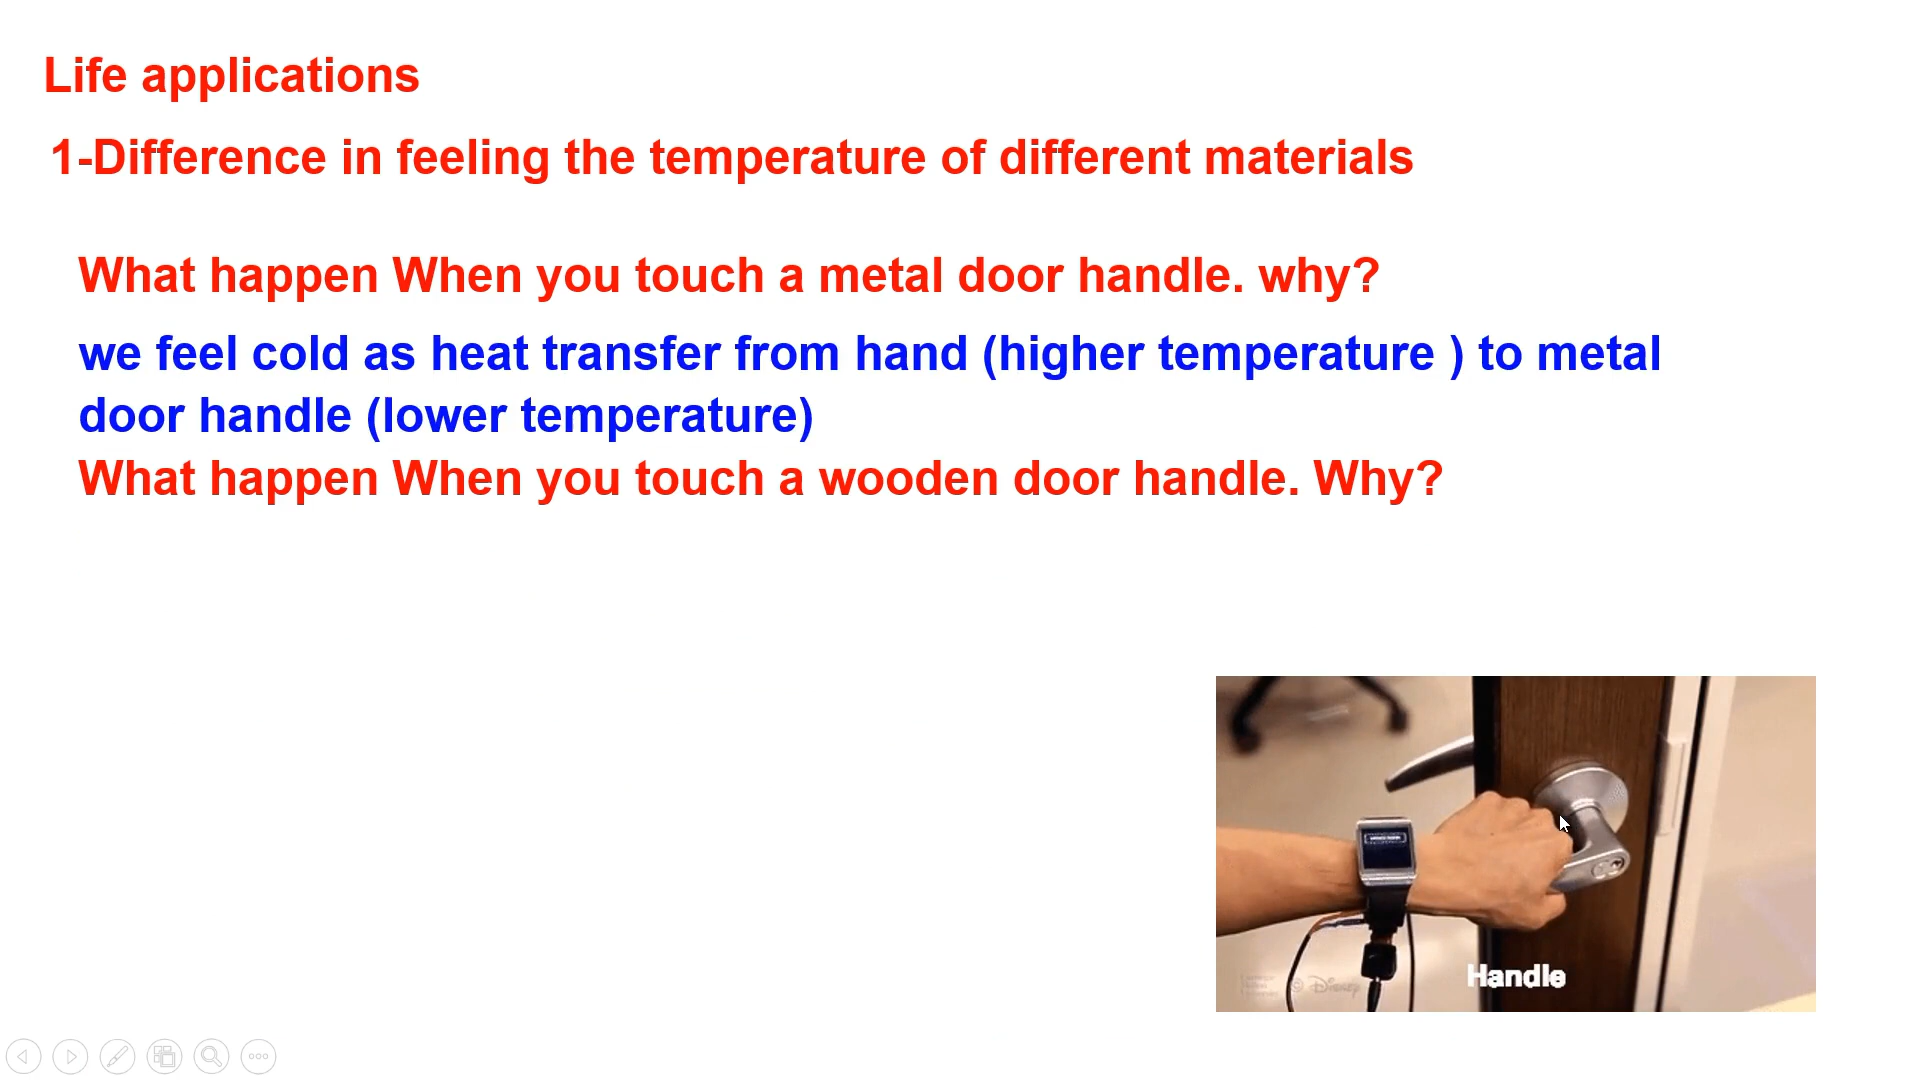 Life applications
1-Difference in feeling the temperature of different materials
What happen When you touch a metal door handle. why?
we feel cold as heat transfer from hand (higher temperature ) to metal
door handle (lower temperature)
What happen When you touch a wooden door handle. Why?
Handle
© Disney